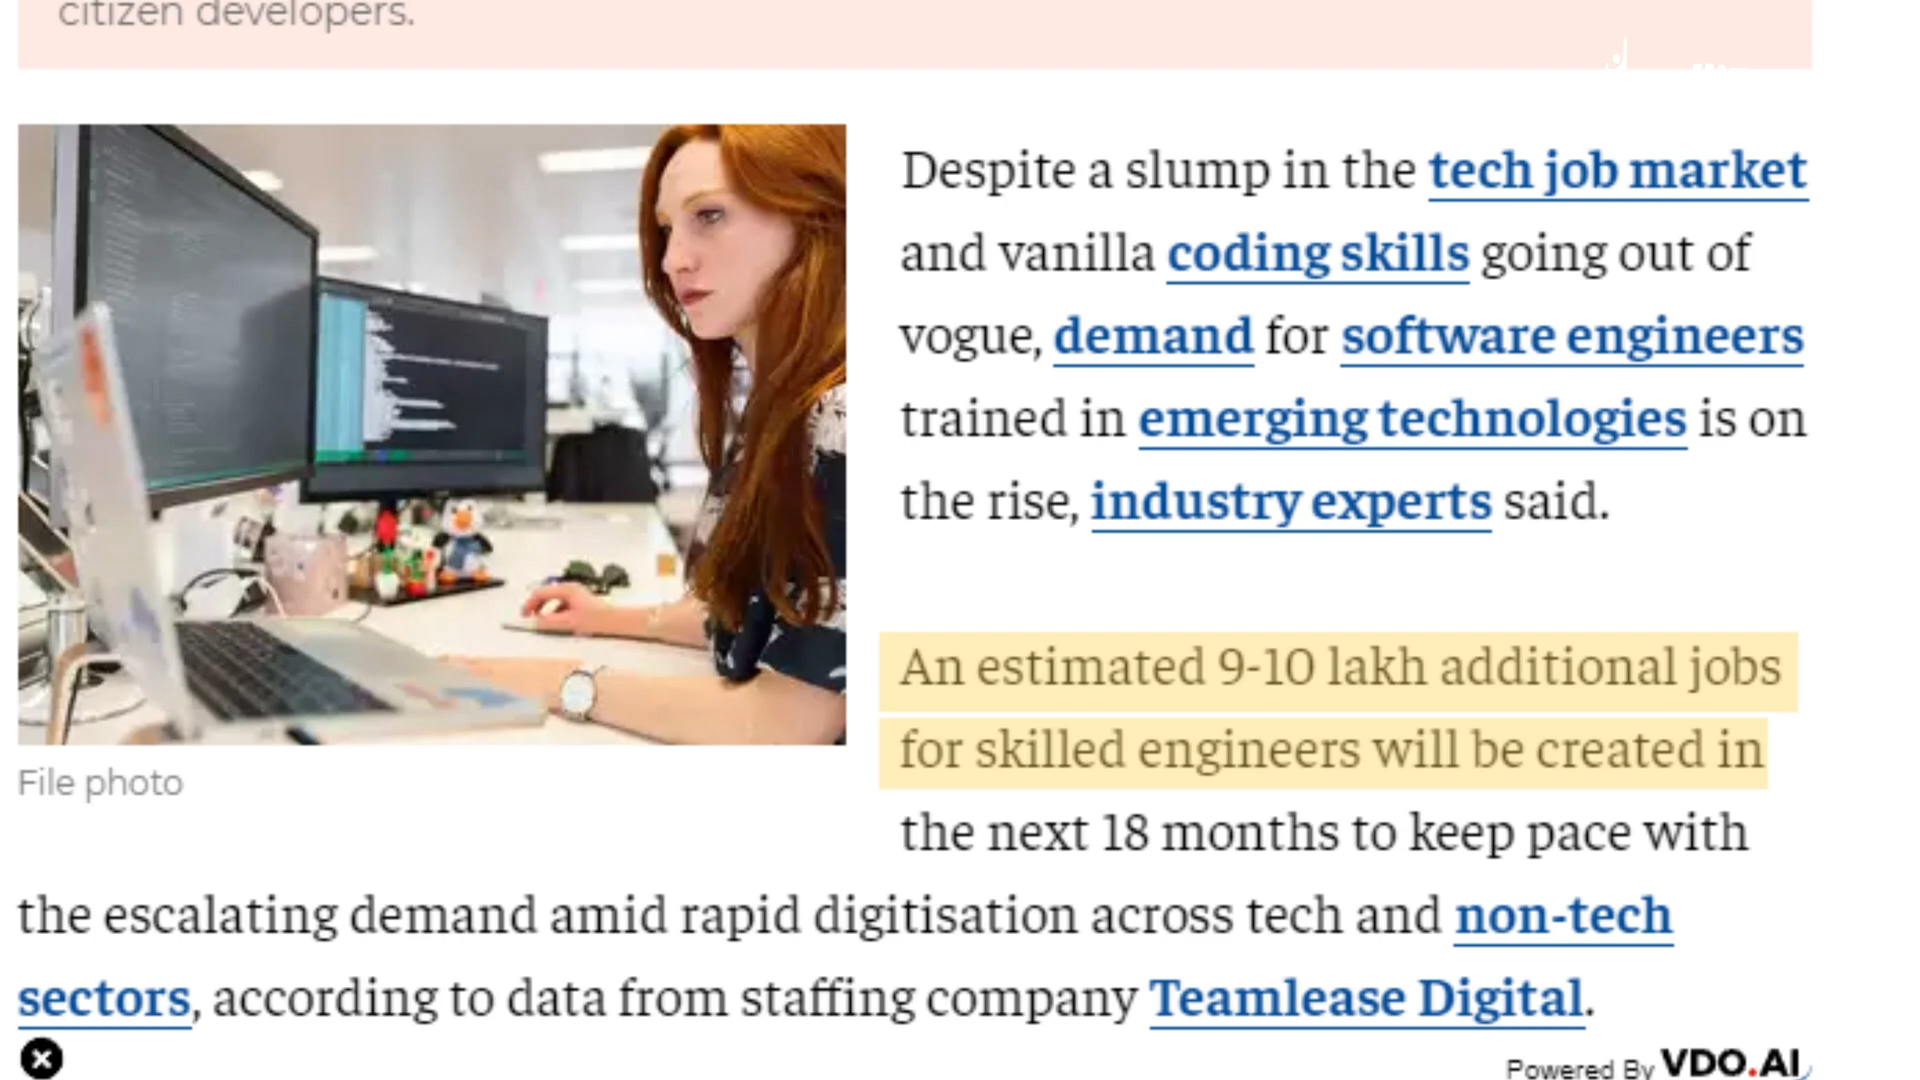 citizen developers.
Despite a slump in the tech job market
and vanilla coding skills going out of
vogue, demand for software engineers
trained in emerging technologies is on
the rise, industry experts said.
An estimated 9-10 lakh additional jobs
for skilled engineers will be created in
File photo
the next 18 months to keep pace with
the escalating demand amid rapid digitisation across tech and non-tech
sectors, according to data from staffing company Teamlease Digital.
Powered By VDO.AI